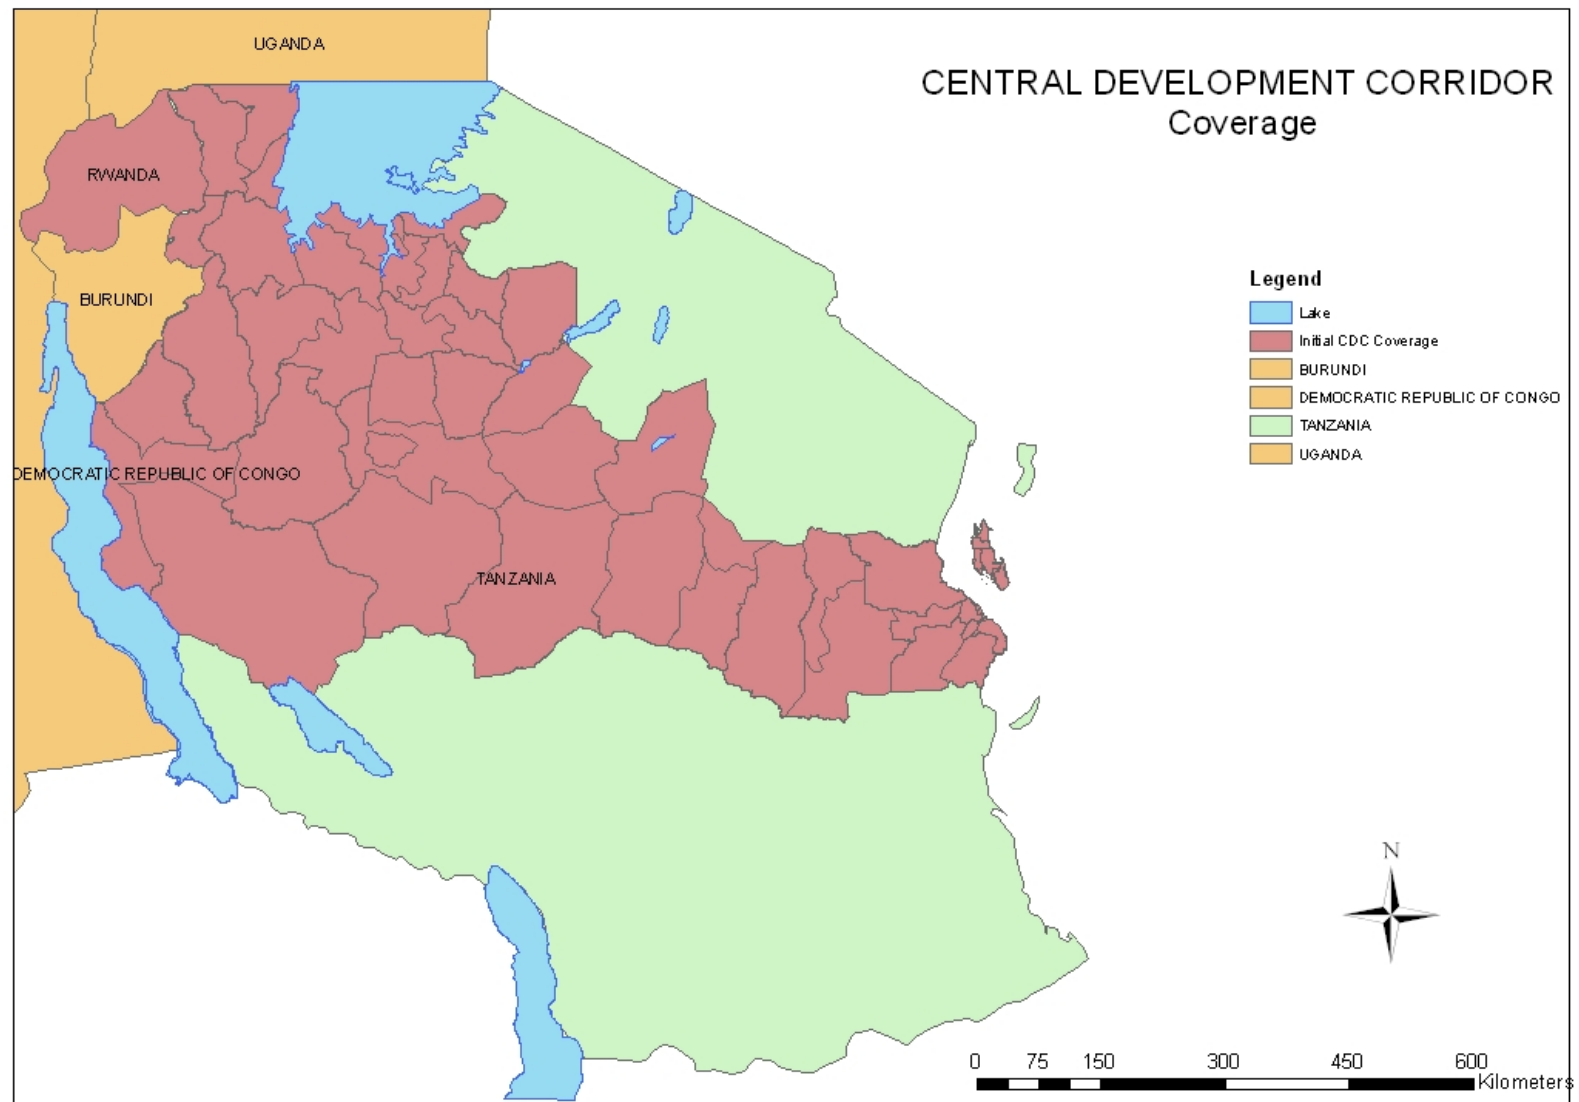 UGANDA
CENTRAL DEVELOPMENT CORRIDOR
Coverage
RWANDA
BURUNDI
DEMOCRATIC REPUBLIC OF CONGO
TANZANIA
Legend
Lake
Initial CDC Coverage
BURUNDI
DEMOCRATIC REPUBLIC OF CONGO
TANZANIA
UGANDA
N
0 75 150 300 450 600
Kilometers